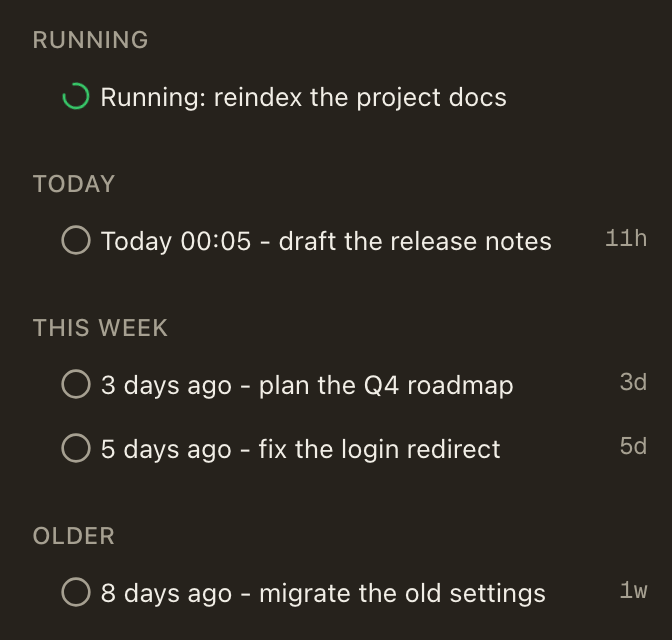 RUNNING
Running: reindex the project docs
TODAY
Today 00:05 - draft the release notes 11h
THIS WEEK
3 days ago - plan the Q4 roadmap 3d
5 days ago - fix the login redirect 5d
OLDER
8 days ago - migrate the old settings 1w